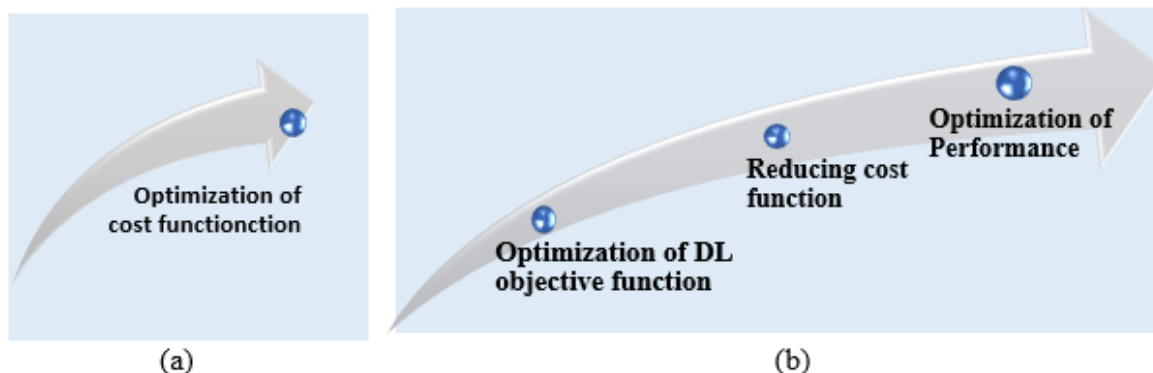 Optimization of
cost functionction
Optimization of DL
objective function
Reducing cost
function
Optimization of
Performance
(a)
(b)